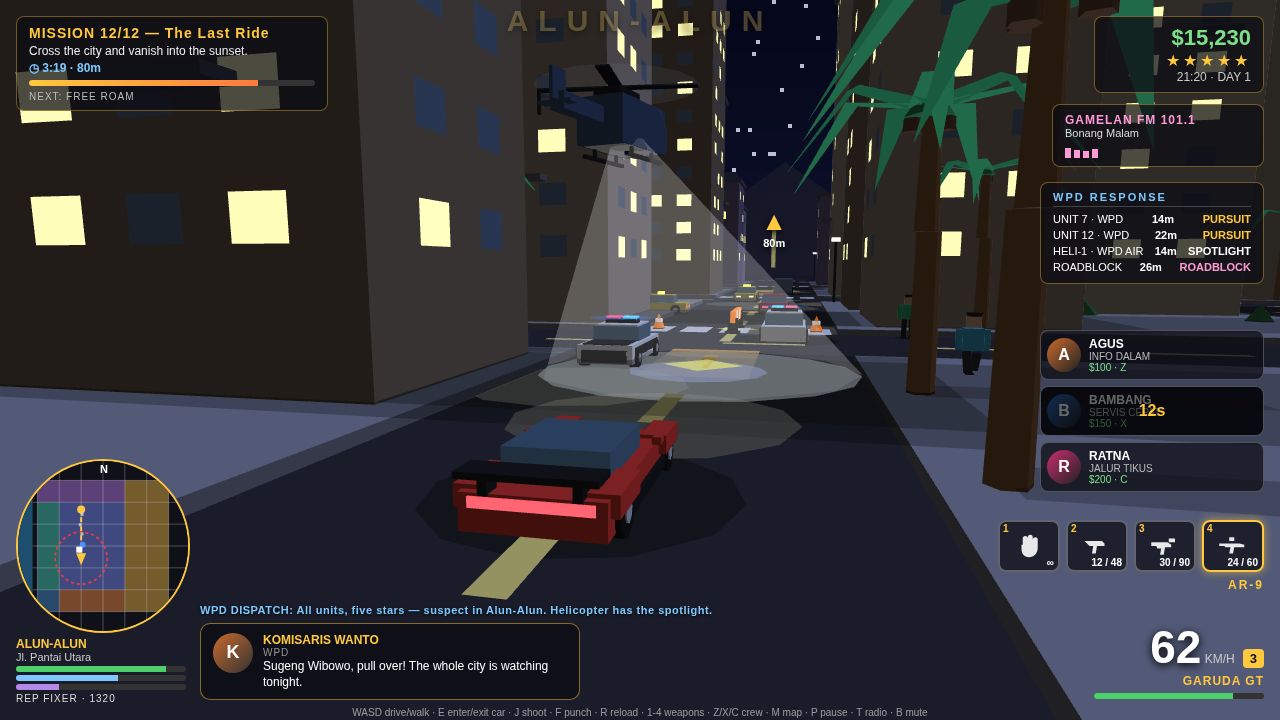 ALUN-ALUN
MISSION 12/12 — The Last Ride
Cross the city and vanish into the sunset.
3:19 · 80m
NEXT: FREE ROAM
$15,230
★★★★★
21:20 · DAY 1
GAMELAN FM 101.1
Bonang Malam
WPD RESPONSE
UNIT 7 · WPD 14m PURSUIT
UNIT 12 · WPD 22m PURSUIT
HELI-1 · WPD AIR 14m SPOTLIGHT
ROADBLOCK 26m ROADBLOCK
80m
A
AGUS
INFO DALAM
$100 · Z
B
BAMBANG
12s
$150 · X
R
RATNA
JALUR TIKUS
$200 · C
N
1 ∞
2 12 / 48
3 30 / 90
4 24 / 60
AR-9
ALUN-ALUN
Jl. Pantai Utara
REP FIXER · 1320
WPD DISPATCH: All units, five stars — suspect in Alun-Alun. Helicopter has the spotlight.
K
KOMISARIS WANTO
WPD
Sugeng Wibowo, pull over! The whole city is watching
tonight.
62 KM/H 3
GARUDA GT
WASD drive/walk · E enter/exit car · J shoot · F punch · R reload · 1-4 weapons · Z/X/C crew · M map · P pause · T radio · B mute